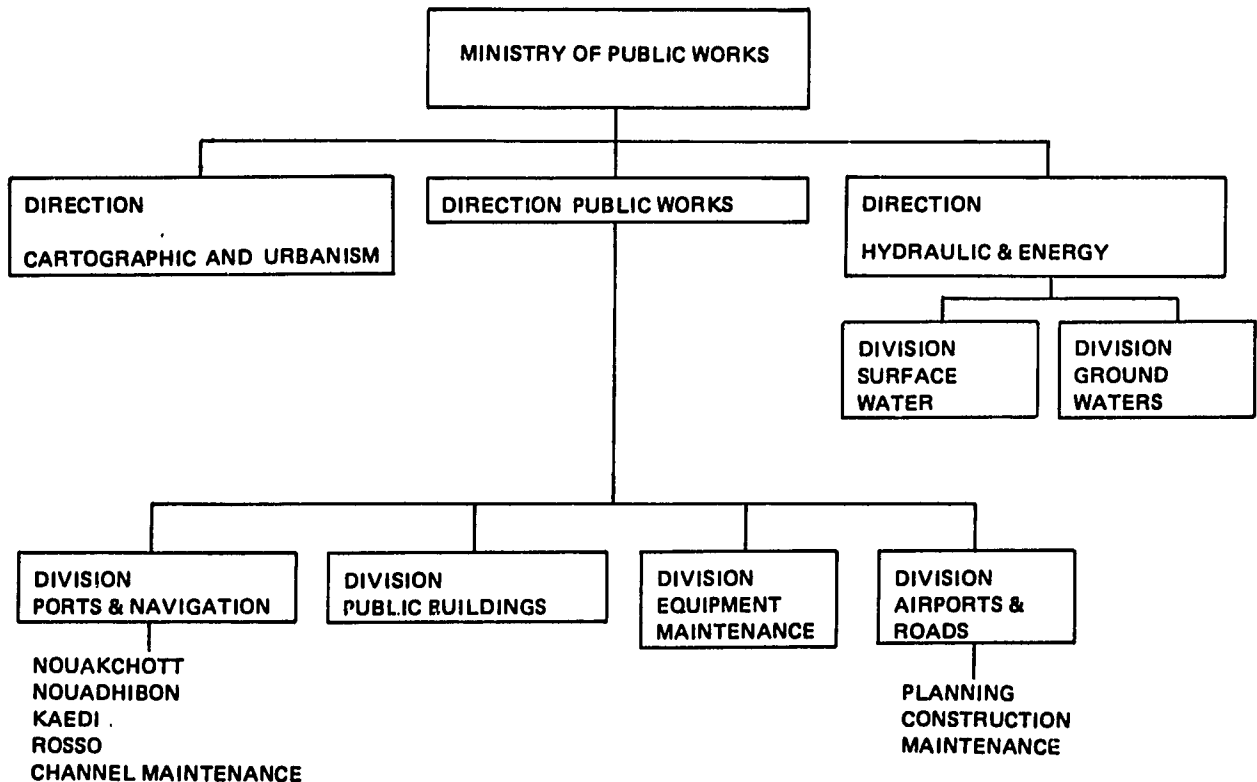 MINISTRY OF PUBLIC WORKS
DIRECTION
CARTOGRAPHIC AND URBANISM
DIRECTION PUBLIC WORKS
DIRECTION
HYDRAULIC & ENERGY
DIVISION
SURFACE
WATER
DIVISION
GROUND
WATERS
DIVISION
PORTS & NAVIGATION
NOUAKCHOTT
NOUADHIBON
KAEDI
ROSSO
CHANNEL MAINTENANCE
DIVISION
PUBLIC BUILDINGS
DIVISION
EQUIPMENT
MAINTENANCE
DIVISION
AIRPORTS &
ROADS
PLANNING
CONSTRUCTION
MAINTENANCE